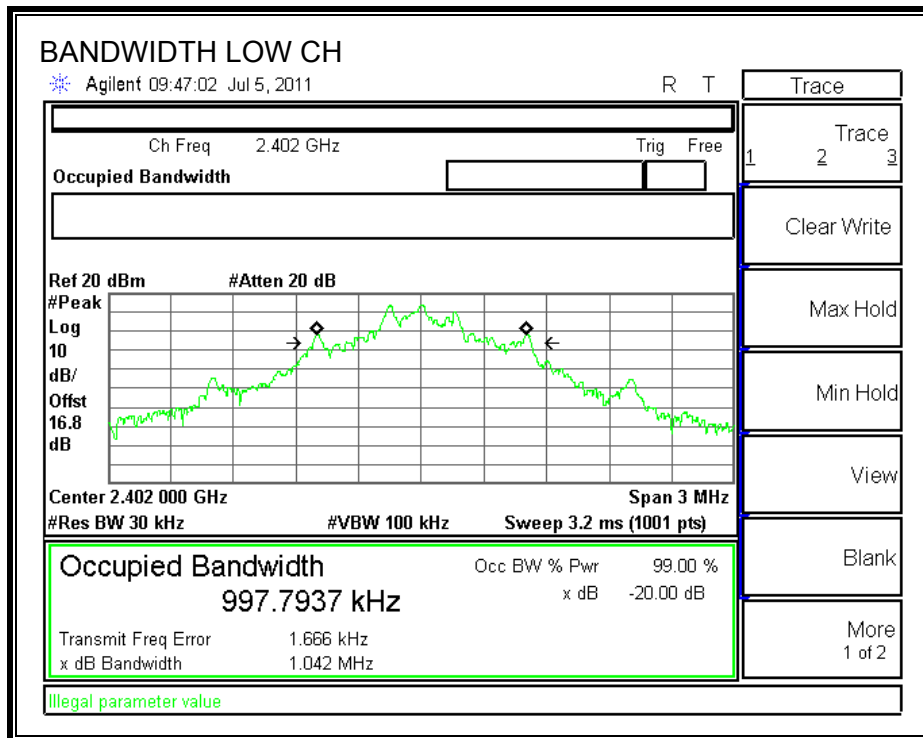 BANDWIDTH LOW CH
Agilent 09:47:02 Jul 5, 2011 R T
Trace
Ch Freq 2.402 GHz Trig Free
Occupied Bandwidth
Trace
1 2 3
Clear Write
Max Hold
Min Hold
View
Blank
More
1 of 2
Ref 20 dBm #Atten 20 dB
#Peak
Log
10
dB/
Offst
16.8
dB
Center 2.402 000 GHz Span 3 MHz
#Res BW 30 kHz #VBW 100 kHz Sweep 3.2 ms (1001 pts)
Occupied Bandwidth Occ BW % Pwr 99.00 %
997.7937 kHz x dB -20.00 dB
Transmit Freq Error 1.666 kHz
x dB Bandwidth 1.042 MHz
Illegal parameter value